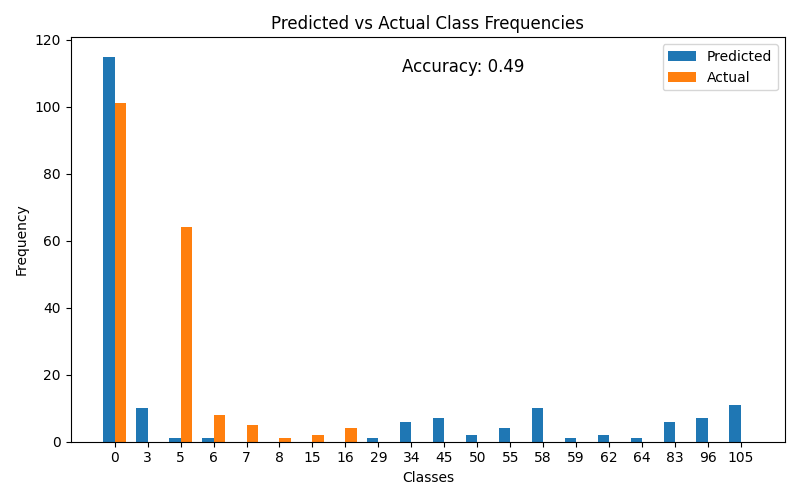 Predicted vs Actual Class Frequencies
Accuracy: 0.49
Predicted
Actual
120
100
80
60
40
20
0
Frequency
0 3 5 6 7 8 15 16 29 34 45 50 55 58 59 62 64 83 96 105
Classes